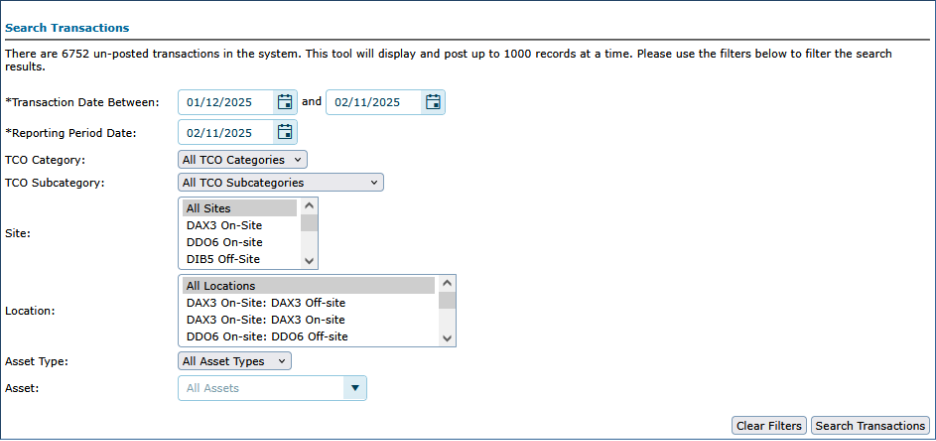 Search Transactions
There are 6752 un-posted transactions in the system. This tool will display and post up to 1000 records at a time. Please use the filters below to filter the search
results.
*Transaction Date Between: 01/12/2025 and 02/11/2025
*Reporting Period Date: 02/11/2025
TCO Category: All TCO Categories
TCO Subcategory: All TCO Subcategories
Site:
All Sites
DAX3 On-Site
DDO6 On-site
DIB5 Off-Site
Location:
All Locations
DAX3 On-Site: DAX3 Off-site
DAX3 On-Site: DAX3 On-Site
DDO6 On-site: DDO6 Off-site
Asset Type: All Asset Types
Asset: All Assets
Clear Filters Search Transactions